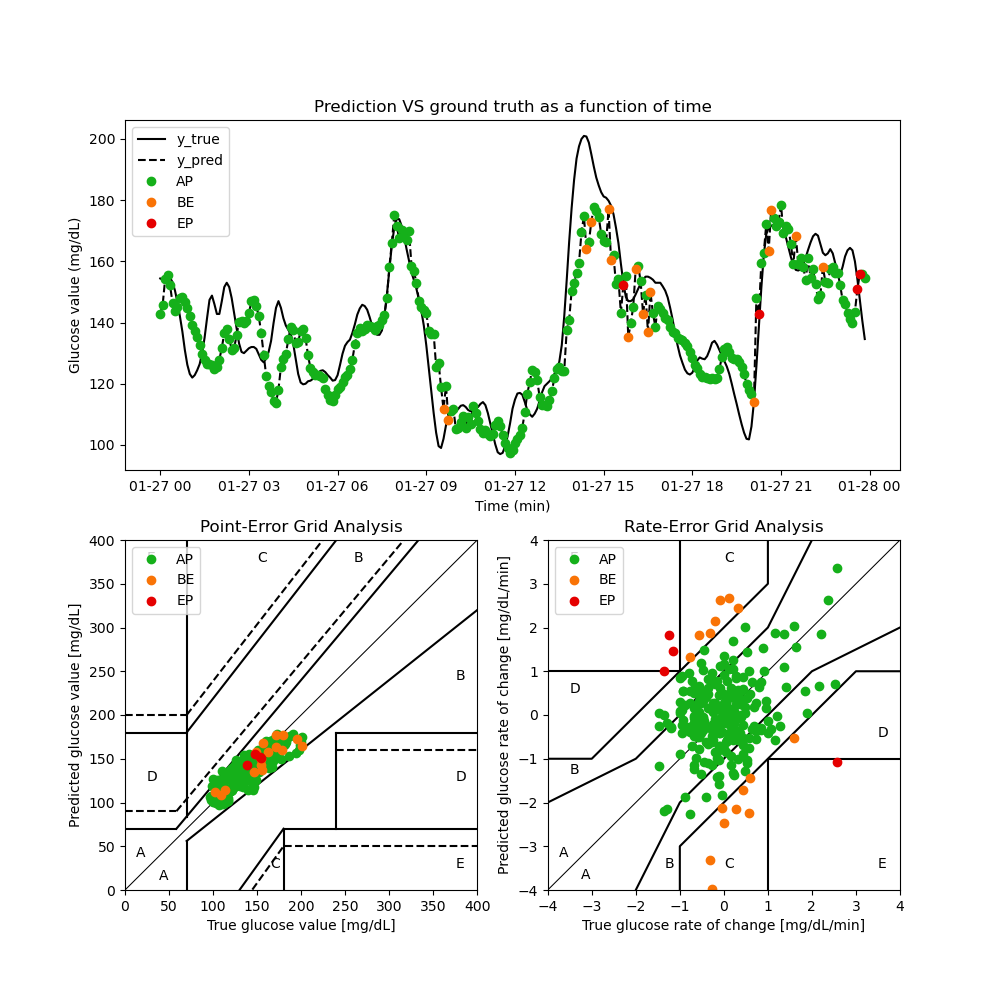 Prediction VS ground truth as a function of time
y_true
y_pred
AP
BE
EP
Glucose value (mg/dL)
200
180
160
140
120
100
01-27 00 01-27 03 01-27 06 01-27 09 01-27 12 01-27 15 01-27 18 01-27 21 01-28 00
Time (min)
Point-Error Grid Analysis
AP
BE
EP
C
B
B
D
D
A
A
C
E
Predicted glucose value [mg/dL]
400
350
300
250
200
150
100
50
0
0 50 100 150 200 250 300 350 400
True glucose value [mg/dL]
Rate-Error Grid Analysis
AP
BE
EP
C
D
D
B
A
A
B
C
E
Predicted glucose rate of change [mg/dL/min]
4
3
2
1
0
−1
−2
−3
−4
−4 −3 −2 −1 0 1 2 3 4
True glucose rate of change [mg/dL/min]